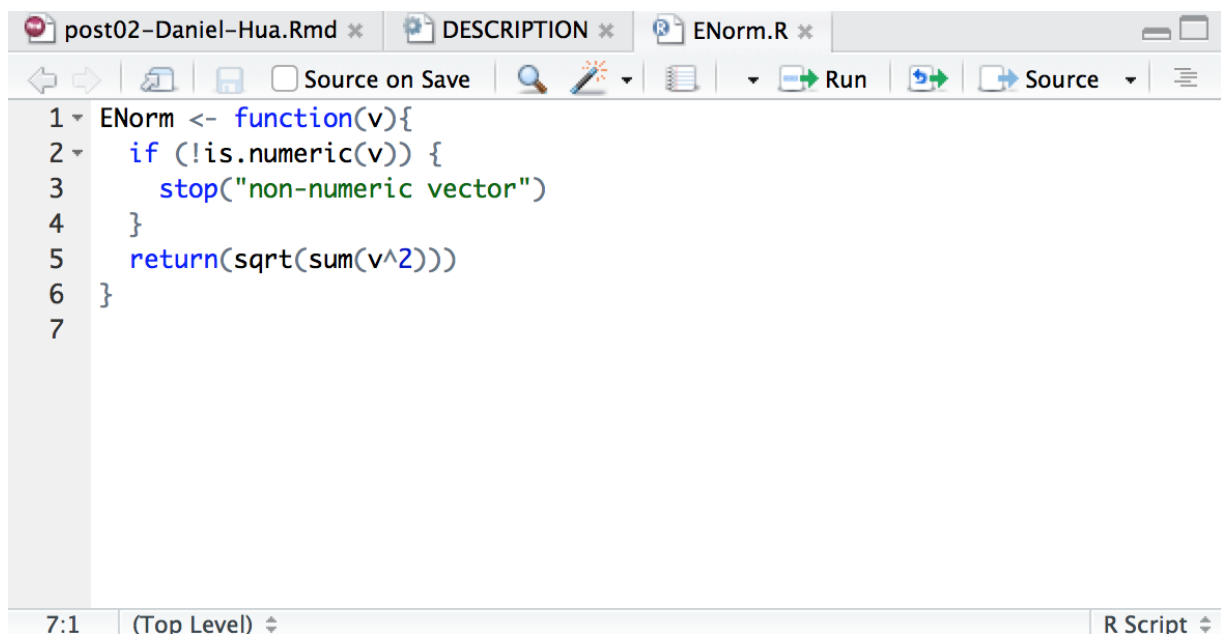 post02-Daniel-Hua.Rmd DESCRIPTION ENorm.R
Source on Save Run Source
1 ENorm <- function(v){
2   if (!is.numeric(v)) {
3     stop("non-numeric vector")
4   }
5   return(sqrt(sum(v^2)))
6 }
7
7:1 (Top Level) R Script